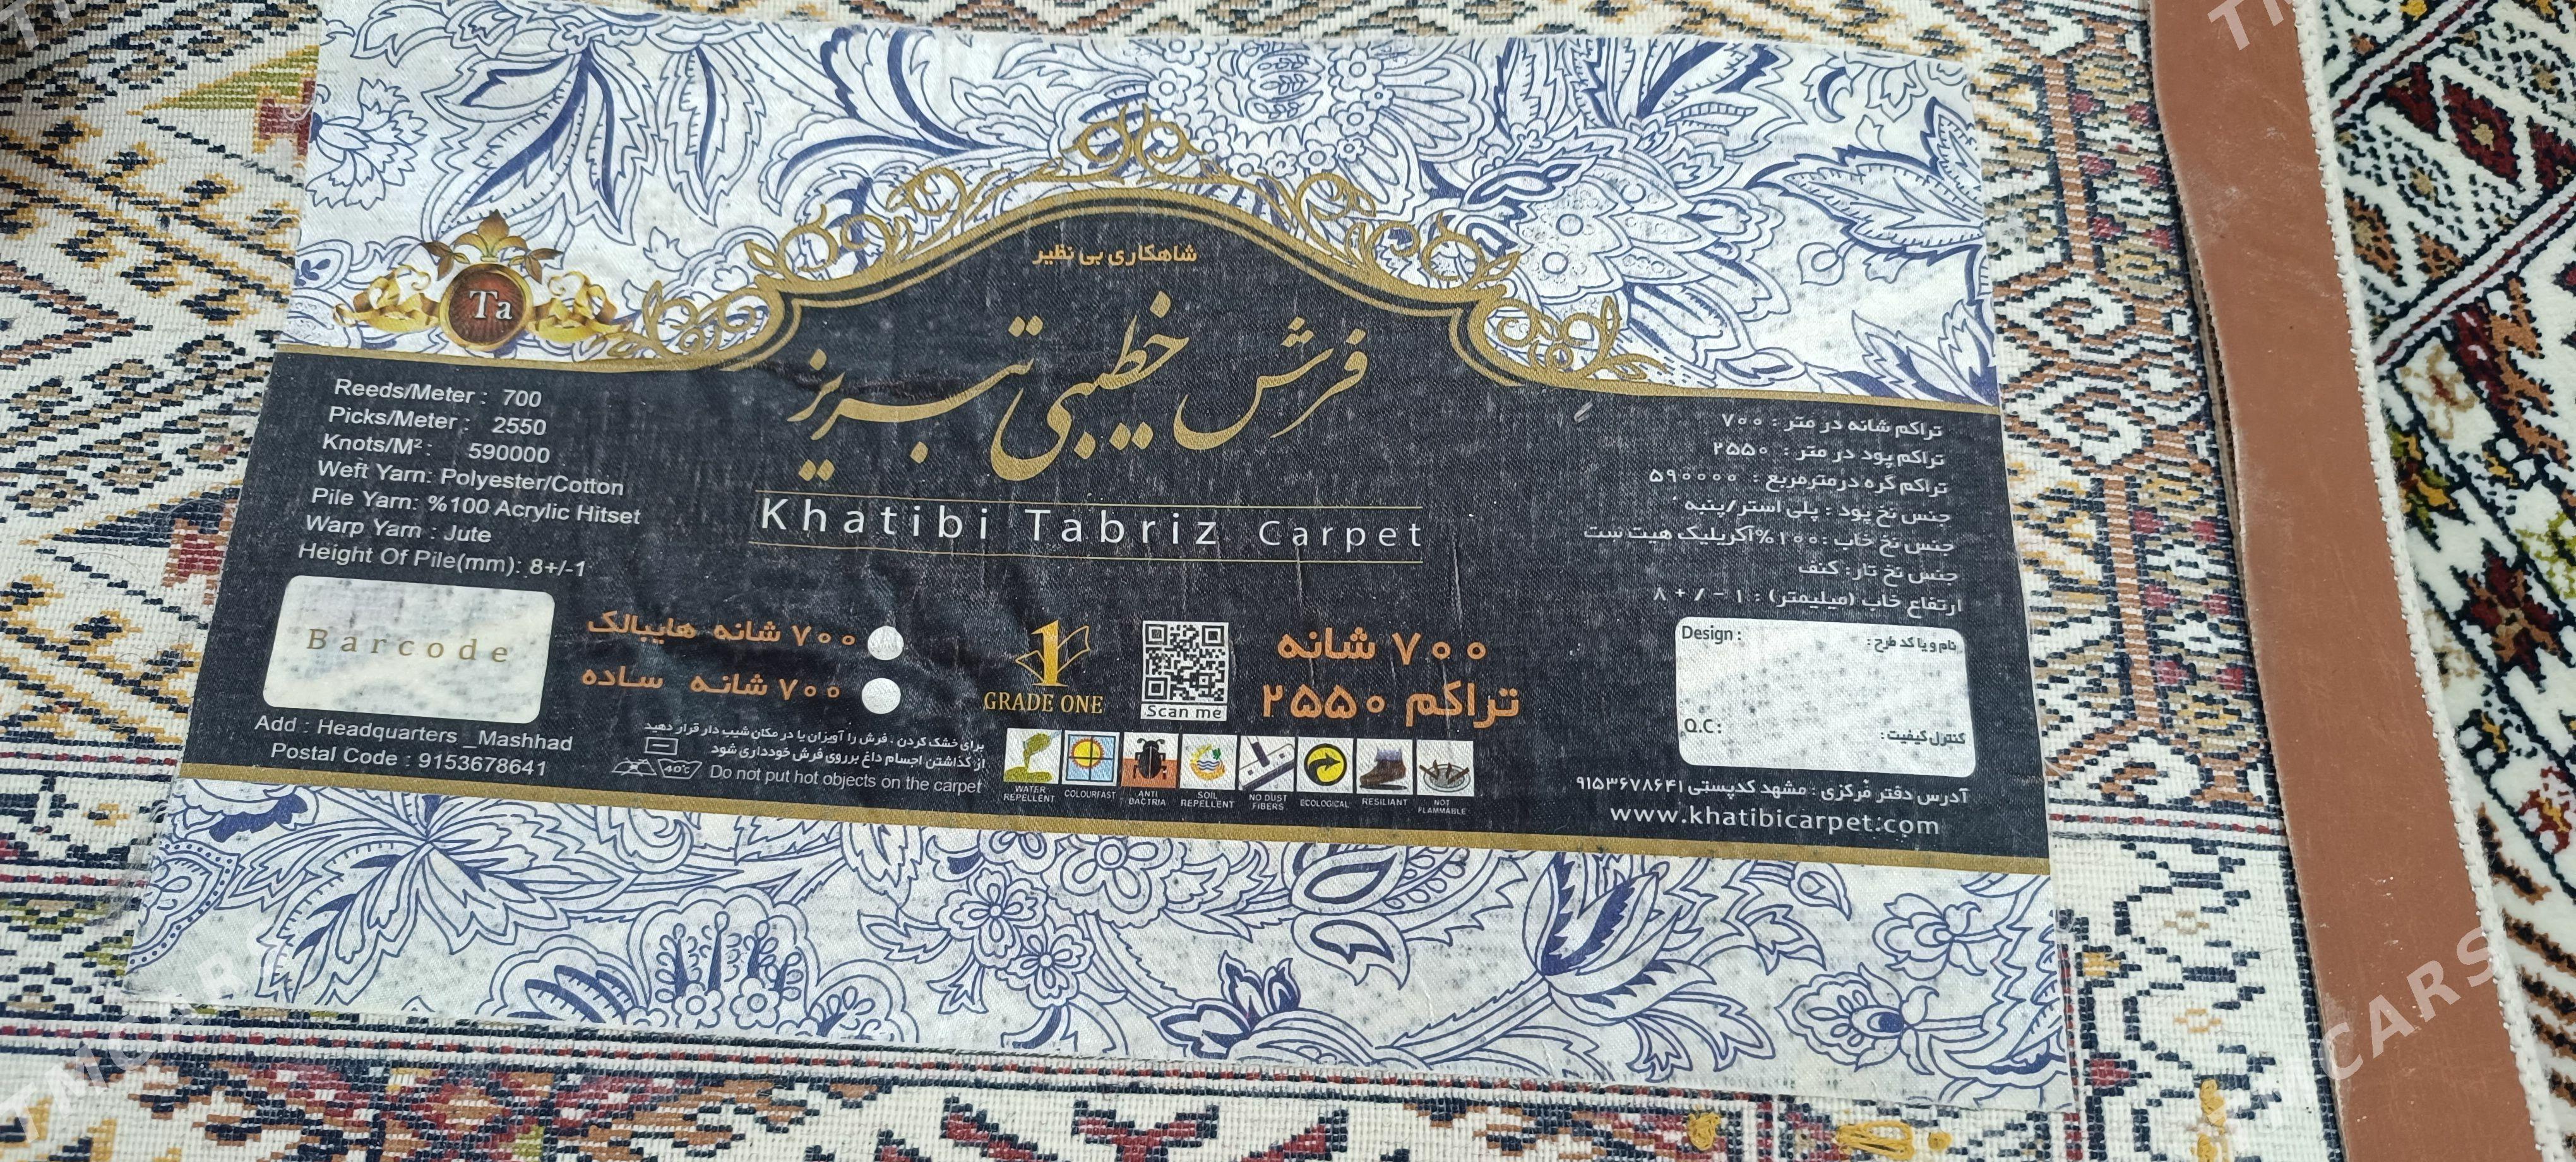 شاهکاری بی نظیر
فرش خطیبی تبریز
Khatibi Tabriz Carpet
Ta
Reeds/Meter : 700
Picks/Meter : 2550
Knots/M² : 590000
Weft Yarn: Polyester/Cotton
Pile Yarn: %100 Acrylic Hitset
Warp Yarn : Jute
Height Of Pile(mm): 8+/-1
Barcode
Add : Headquarters _Mashhad
Postal Code : 9153678641
۷۰۰ شانه هایبالک
۷۰۰ شانه ساده
برای خشک کردن ، فرش را آویزان یا در مکان شیب دار قرار دهید
از گذاشتن اجسام داغ برروی فرش خودداری شود
40°C Do not put hot objects on the carpet
1
GRADE ONE
Scan me
۷۰۰ شانه
تراکم ۲۵۵۰
WATER REPELLENT
COLOURFAST
ANTI BACTRIA
SOIL REPELLENT
NO DUST FIBERS
ECOLOGICAL
RESILIANT
NOT FLAMMABLE
تراکم شانه در متر : ۷۰۰
تراکم پود در متر : ۲۵۵۰
تراکم گره درمترمربع : ۵۹۰۰۰۰
جنس نخ پود : پلی استر/پنبه
جنس نخ خاب : ۱۰۰%اکریلیک هیت ست
جنس نخ تار: کنف
ارتفاع خاب (میلیمتر) : ۱ - / + ۸
Design : نام و یا کد طرح :
Q.C : کنترل کیفیت :
آدرس دفتر مرکزی : مشهد کدپستی ۹۱۵۳۶۷۸۶۴۱
www.khatibicarpet.com
TMCARS
TMCARS